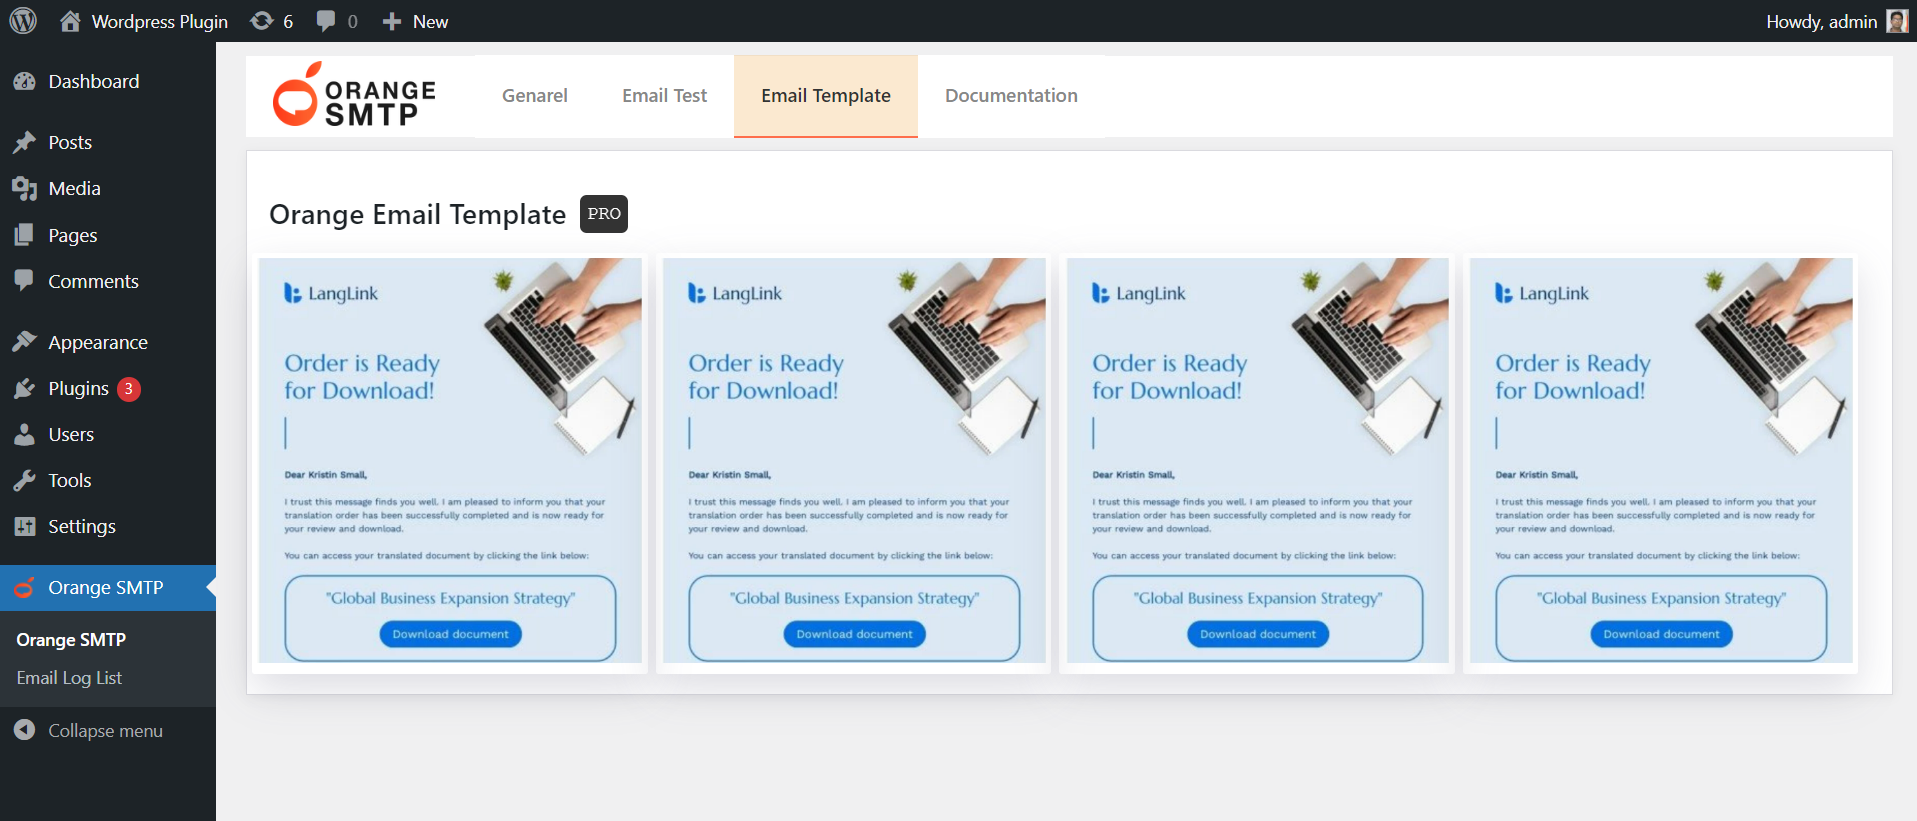 Wordpress Plugin 6 0 New Howdy, admin
Dashboard
Posts
Media
Pages
Comments
Appearance
Plugins 3
Users
Tools
Settings
Orange SMTP
Orange SMTP
Email Log List
Collapse menu
ORANGE
SMTP
Genarel Email Test Email Template Documentation
Orange Email Template PRO
LangLink
Order is Ready
for Download!
Dear Kristin Small,
I trust this message finds you well. I am pleased to inform you that your
translation order has been successfully completed and is now ready for
your review and download.
You can access your translated document by clicking the link below:
"Global Business Expansion Strategy"
Download document
LangLink
Order is Ready
for Download!
Dear Kristin Small,
I trust this message finds you well. I am pleased to inform you that your
translation order has been successfully completed and is now ready for
your review and download.
You can access your translated document by clicking the link below:
"Global Business Expansion Strategy"
Download document
LangLink
Order is Ready
for Download!
Dear Kristin Small,
I trust this message finds you well. I am pleased to inform you that your
translation order has been successfully completed and is now ready for
your review and download.
You can access your translated document by clicking the link below:
"Global Business Expansion Strategy"
Download document
LangLink
Order is Ready
for Download!
Dear Kristin Small,
I trust this message finds you well. I am pleased to inform you that your
translation order has been successfully completed and is now ready for
your review and download.
You can access your translated document by clicking the link below:
"Global Business Expansion Strategy"
Download document